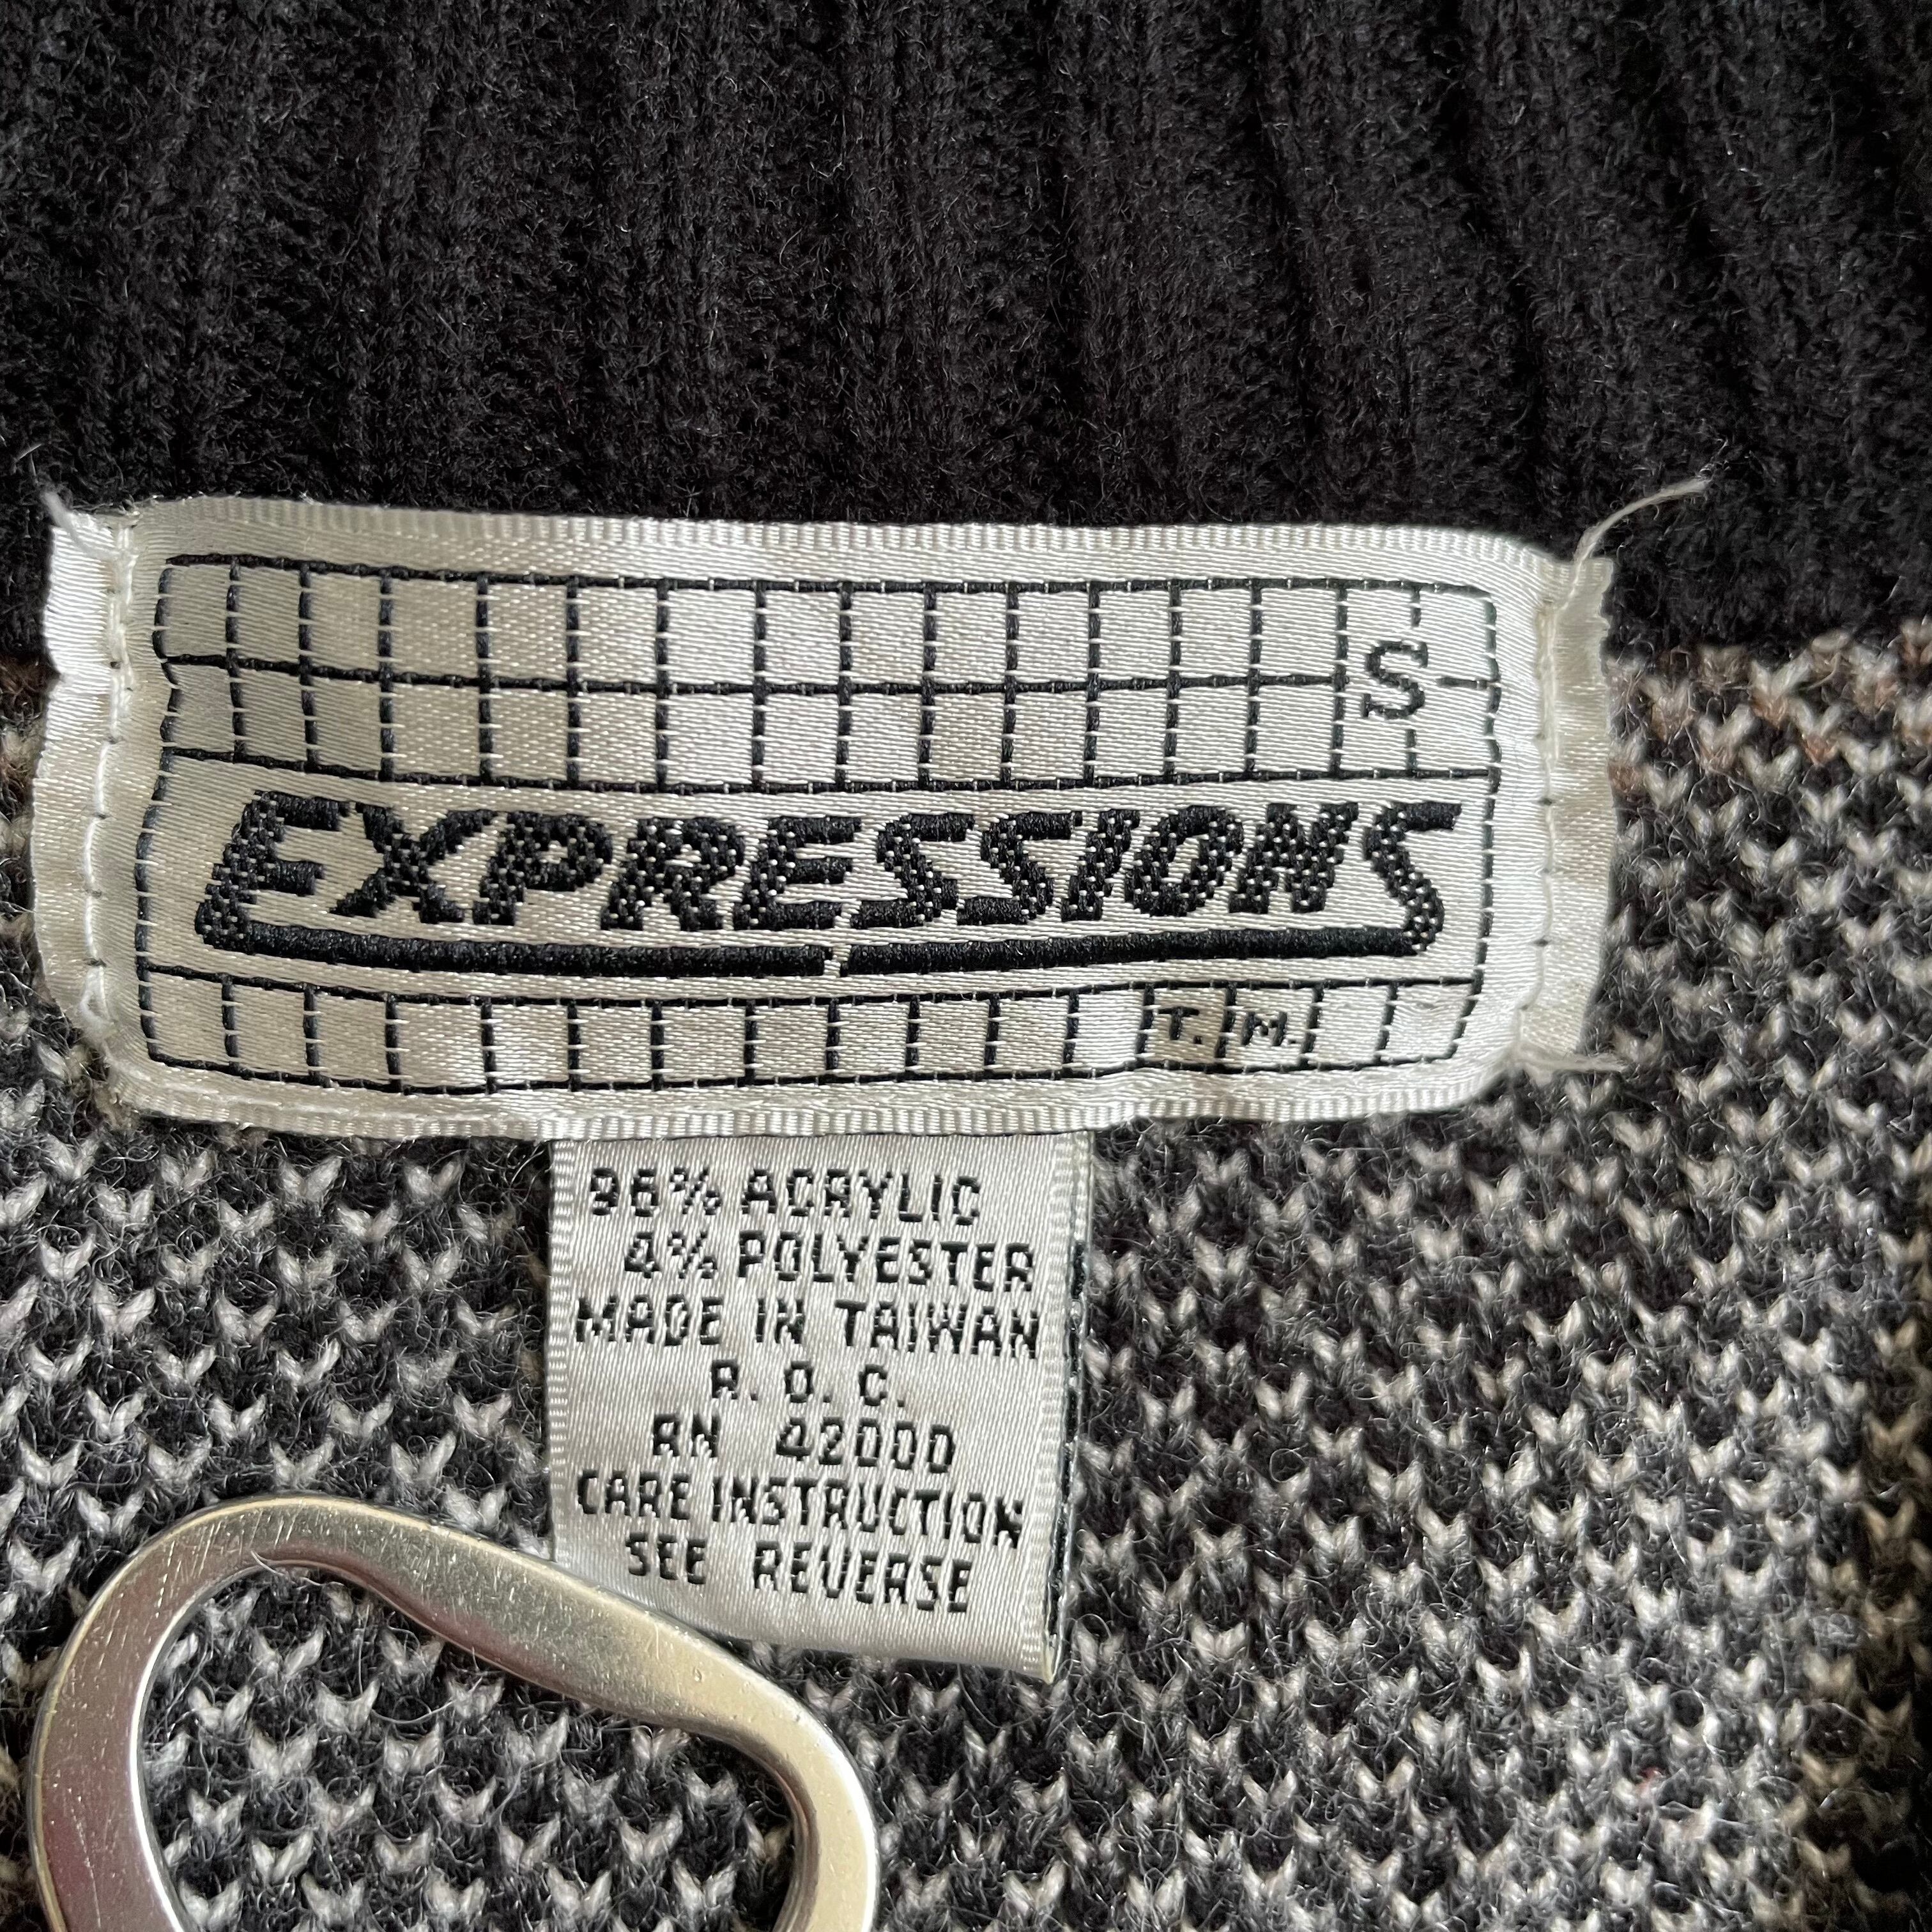 S
EXPRESSIONS
T.M.
96% ACRYLIC
4% POLYESTER
MADE IN TAIWAN
R. O. C.
RN 42000
CARE INSTRUCTION
SEE REVERSE